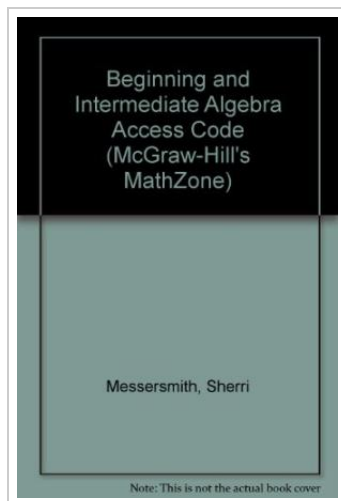 Beginning and
Intermediate Algebra
Access Code
(McGraw-Hill's
MathZone)
Messersmith, Sherri
Note: This is not the actual book cover